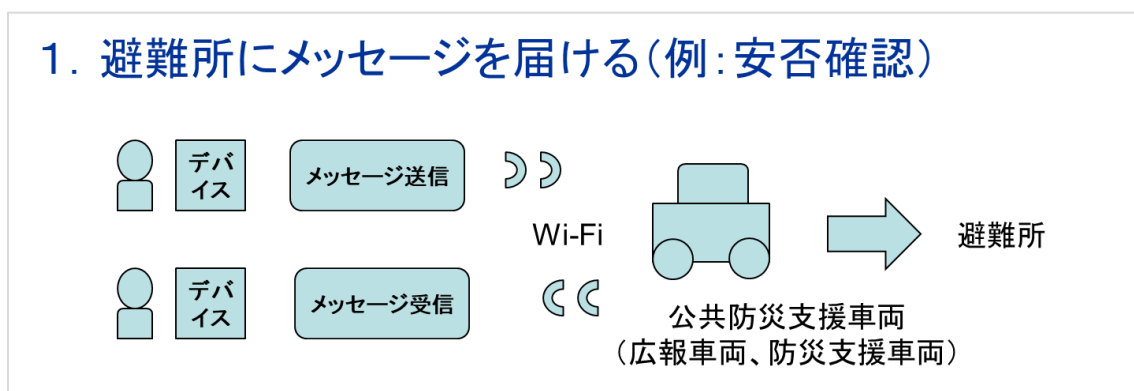 １．避難所にメッセージを届ける（例：安否確認）
デバ
イス
メッセージ送信
Wi-Fi
避難所
デバ
イス
メッセージ受信
公共防災支援車両
（広報車両、防災支援車両）